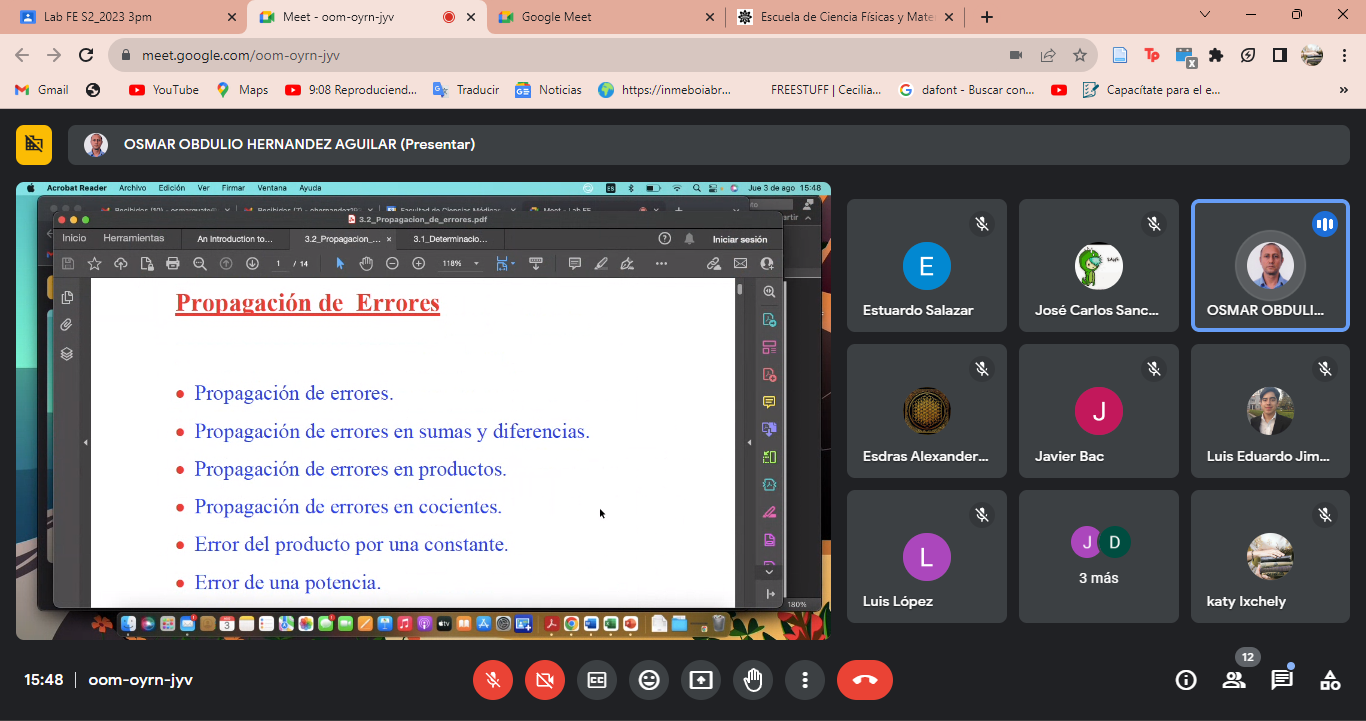 Lab FE S2_2023 3pm
Meet - oom-oyrn-jyv
Google Meet
Escuela de Ciencia Físicas y Mate
meet.google.com/oom-oyrn-jyv
Gmail
YouTube
Maps
9:08 Reproduciend...
Traducir
Noticias
https://inmeboiabr...
FREESTUFF | Cecilia...
dafont - Buscar con...
Capacítate para el e...
»
OSMAR OBDULIO HERNANDEZ AGUILAR (Presentar)
Acrobat Reader Archivo Edición Ver Firmar Ventana Ayuda
Jue 3 de ago 15:48
3.2_Propagacion_de_errores.pdf
Inicio Herramientas An Introduction to... 3.2_Propagacion_... × 3.1_Determinacio... Iniciar sesión
1 / 14 118%
Propagación de Errores
• Propagación de errores.
• Propagación de errores en sumas y diferencias.
• Propagación de errores en productos.
• Propagación de errores en cocientes.
• Error del producto por una constante.
• Error de una potencia.
180%
E
Estuardo Salazar
José Carlos Sanc...
OSMAR OBDULI...
Esdras Alexander...
J
Javier Bac
Luis Eduardo Jim...
L
Luis López
J D
3 más
katy Ixchely
15:48 | oom-oyrn-jyv
12